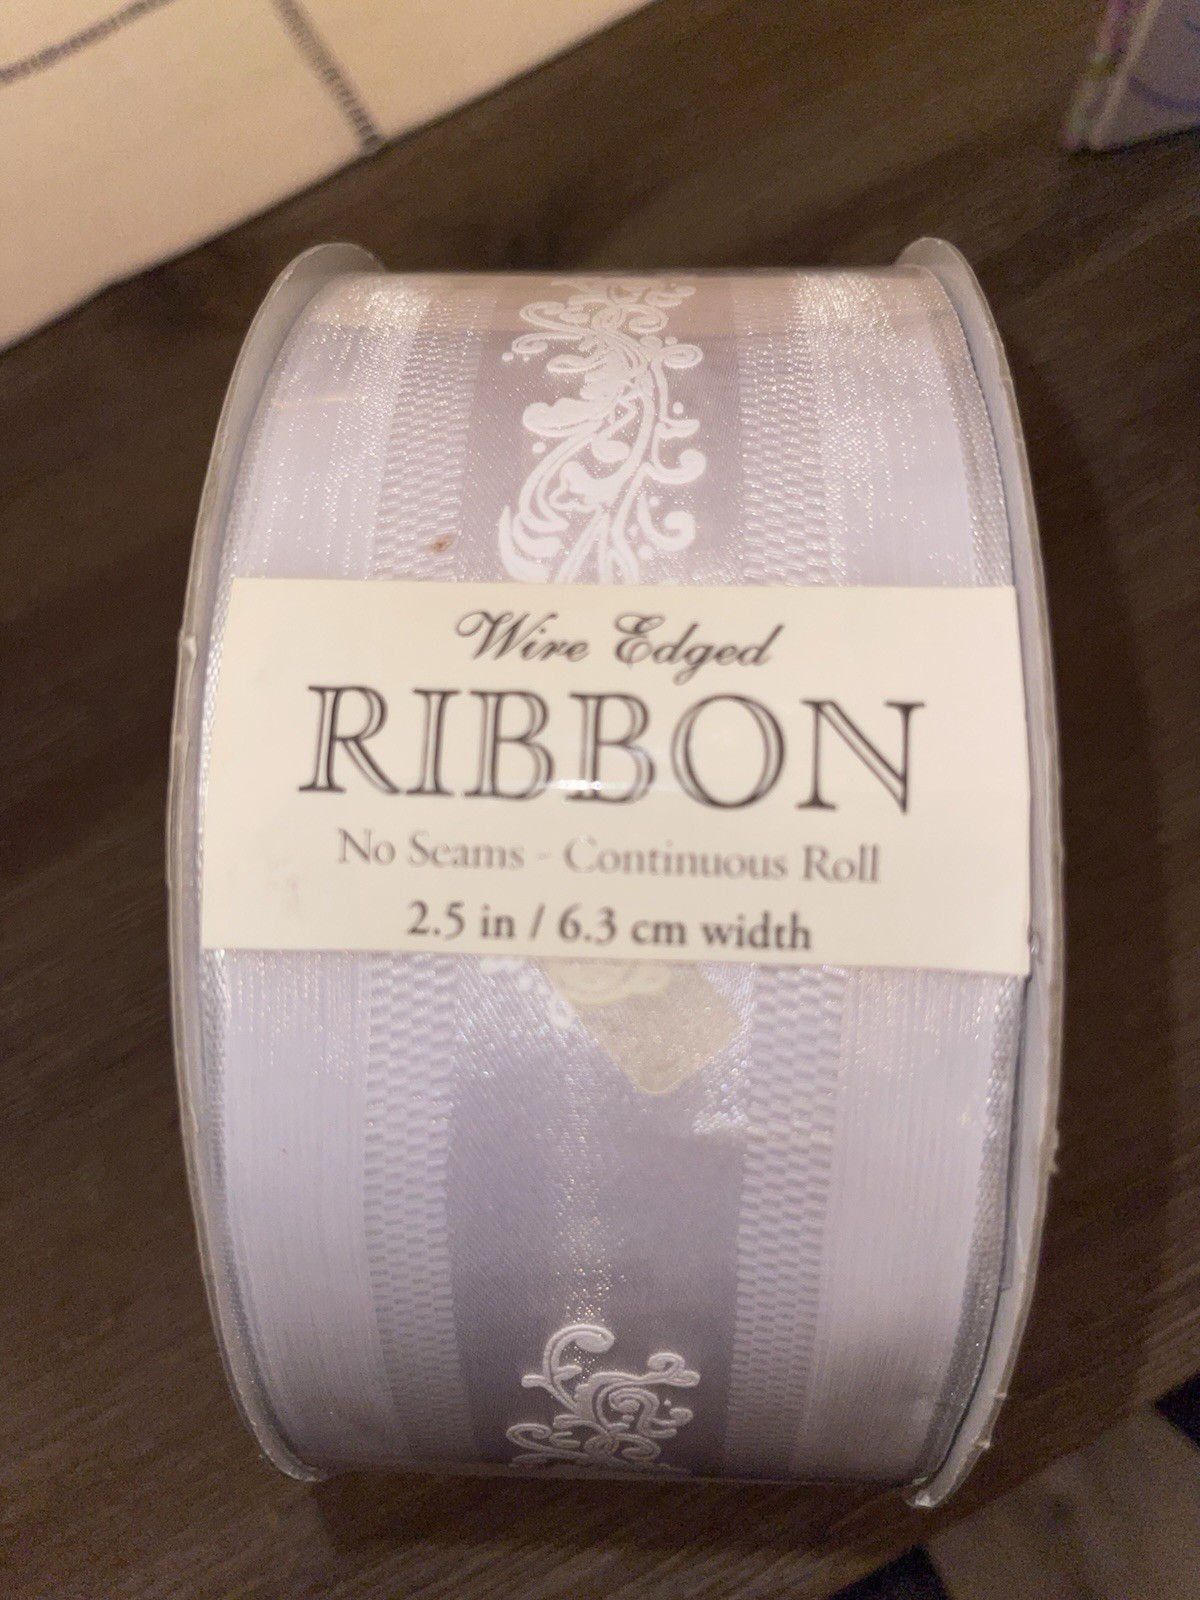 Wire Edged
RIBBON
No Seams - Continuous Roll
2.5 in / 6.3 cm width